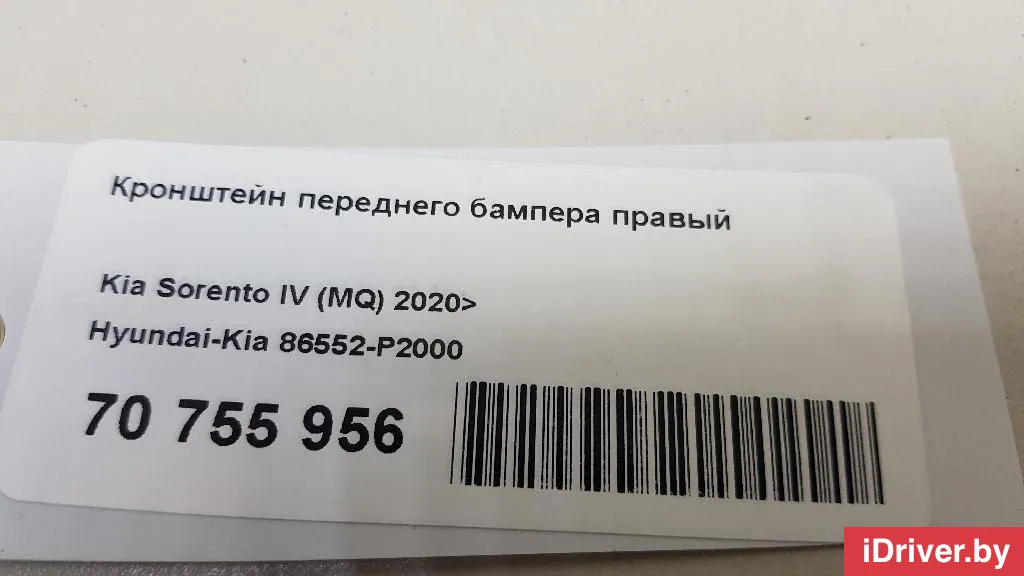 Кронштейн переднего бампера правый
Kia Sorento IV (MQ) 2020>
Hyundai-Kia 86552-P2000
70 755 956
iDriver.by